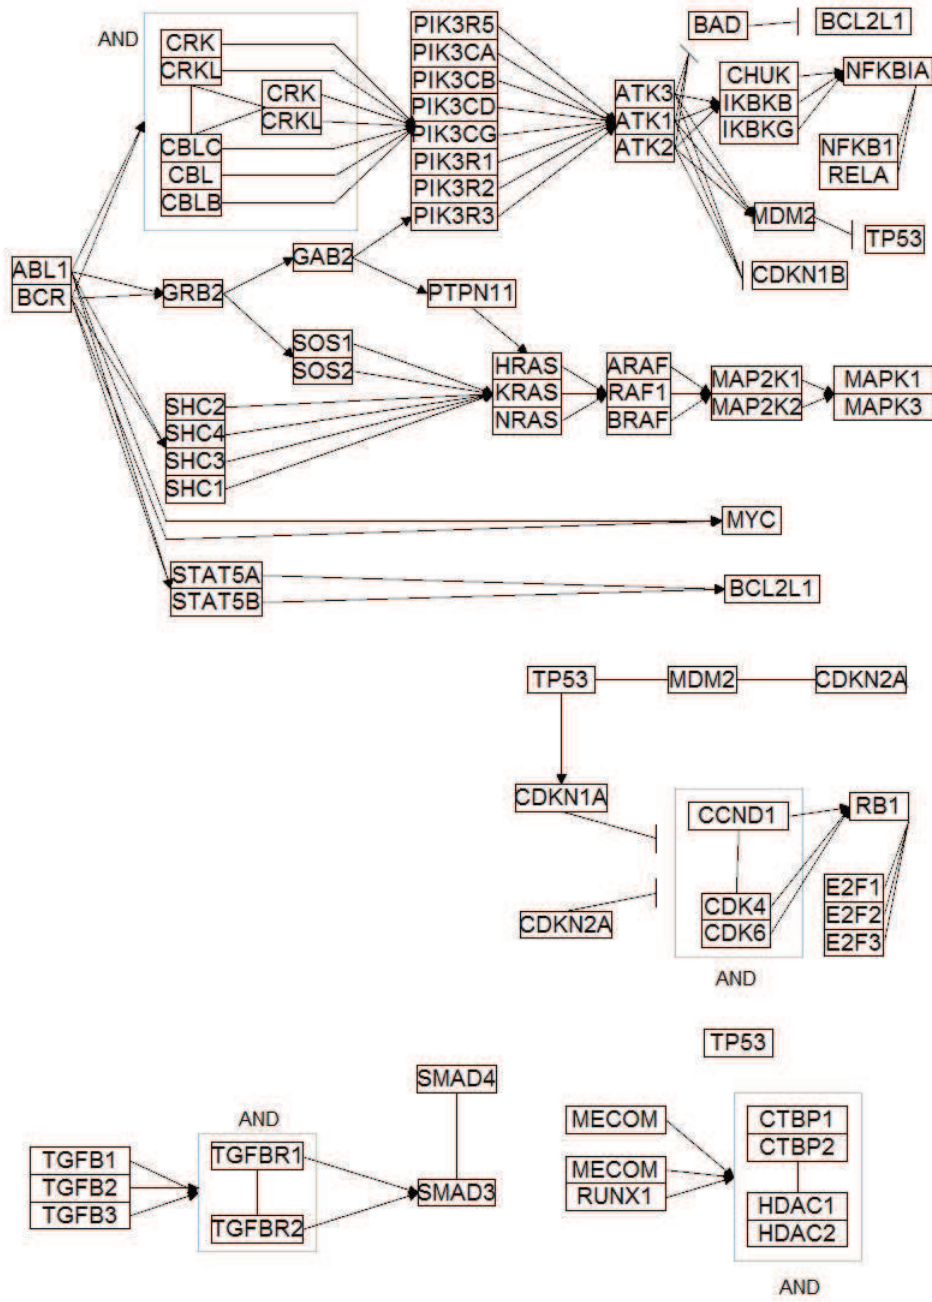 AND
CRK
CRKL
CRK
CRKL
CBLC
CBL
CBLB
PIK3R5
PIK3CA
PIK3CB
PIK3CD
PIK3CG
PIK3R1
PIK3R2
PIK3R3
ATK3
ATK1
ATK2
BAD
BCL2L1
CHUK
IKBKB
IKBKG
NFKBIA
NFKB1
RELA
MDM2
TP53
CDKN1B
ABL1
BCR
GRB2
GAB2
PTPN11
SOS1
SOS2
SHC2
SHC4
SHC3
SHC1
HRAS
KRAS
NRAS
ARAF
RAF1
BRAF
MAP2K1
MAP2K2
MAPK1
MAPK3
MYC
STAT5A
STAT5B
BCL2L1
TP53
MDM2
CDKN2A
CDKN1A
CCND1
RB1
CDKN2A
CDK4
CDK6
E2F1
E2F2
E2F3
AND
TP53
SMAD4
AND
TGFB1
TGFB2
TGFB3
TGFBR1
TGFBR2
SMAD3
MECOM
MECOM
RUNX1
CTBP1
CTBP2
HDAC1
HDAC2
AND